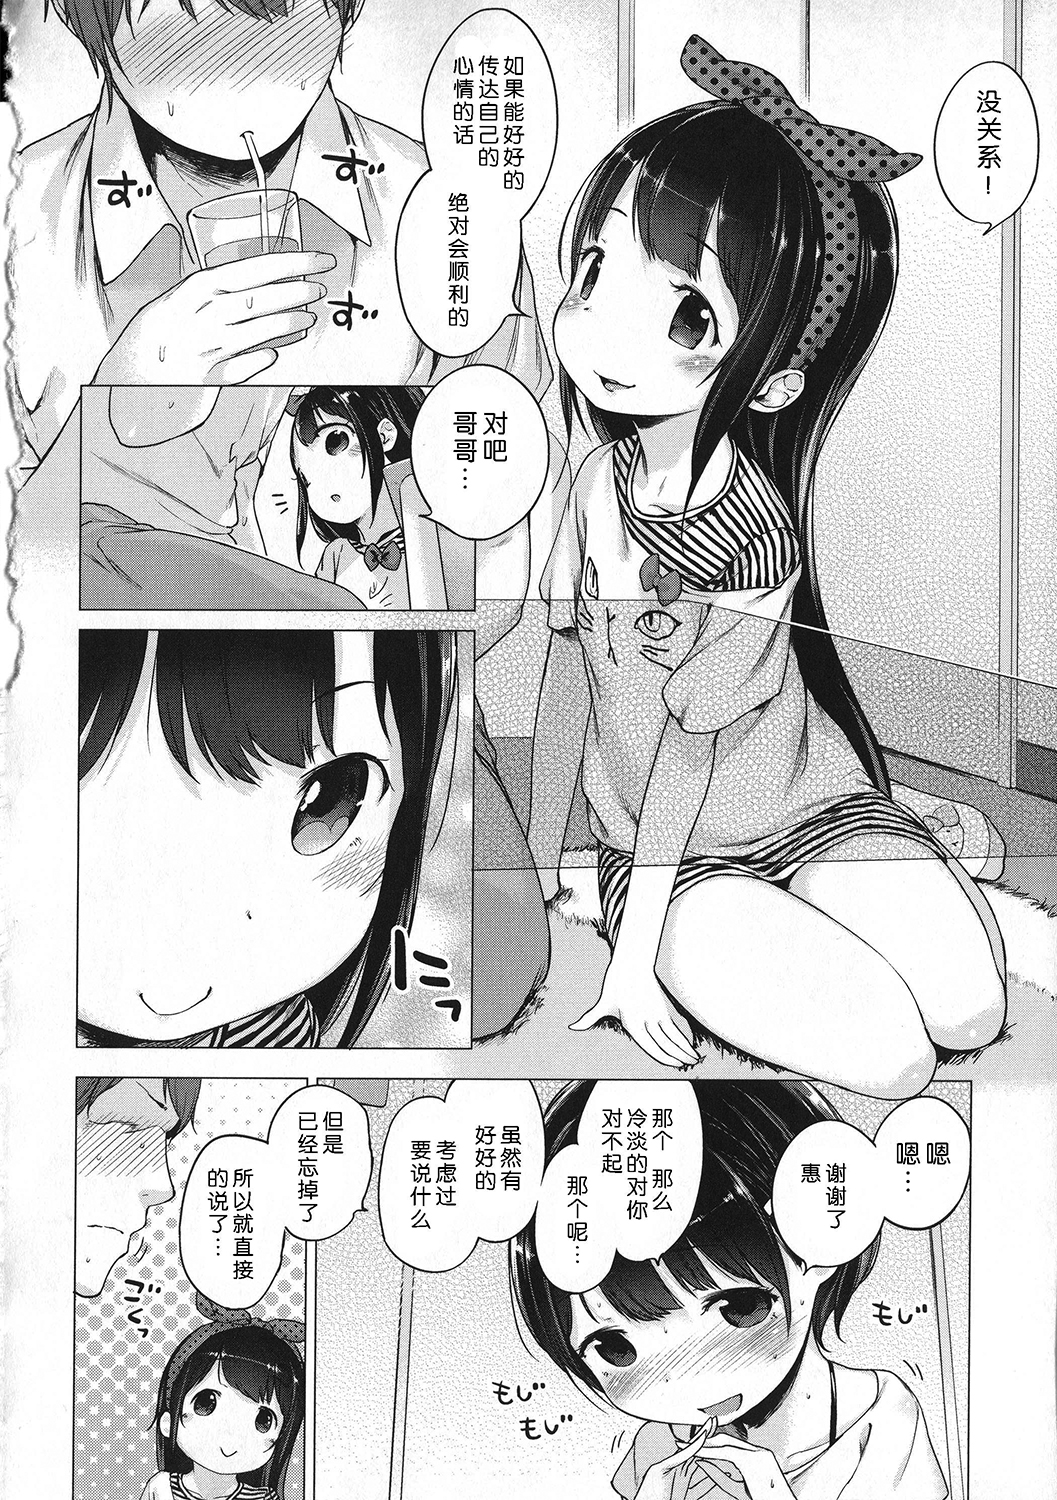 没关系！
如果能好好的
传达自己的
心情的话
绝对会顺利的
ず゛
ず゛
ず゛
ず゛
对吧
哥哥…
にっ
嗯嗯…
谢谢了
惠
那个 那么
冷淡的对你
对不起
那个呢…
虽然有
好好的
考虑过
要说什么
もじ
もじ
もじ
但是
已经忘掉了
所以就直接
的说了…
ごくっ